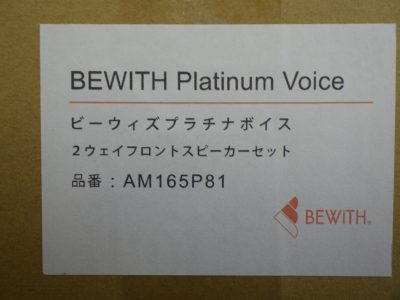 BEWITH Platinum Voice
ビーウィズプラチナボイス
2ウェイフロントスピーカーセット
品番:AM165P81
BEWITH®